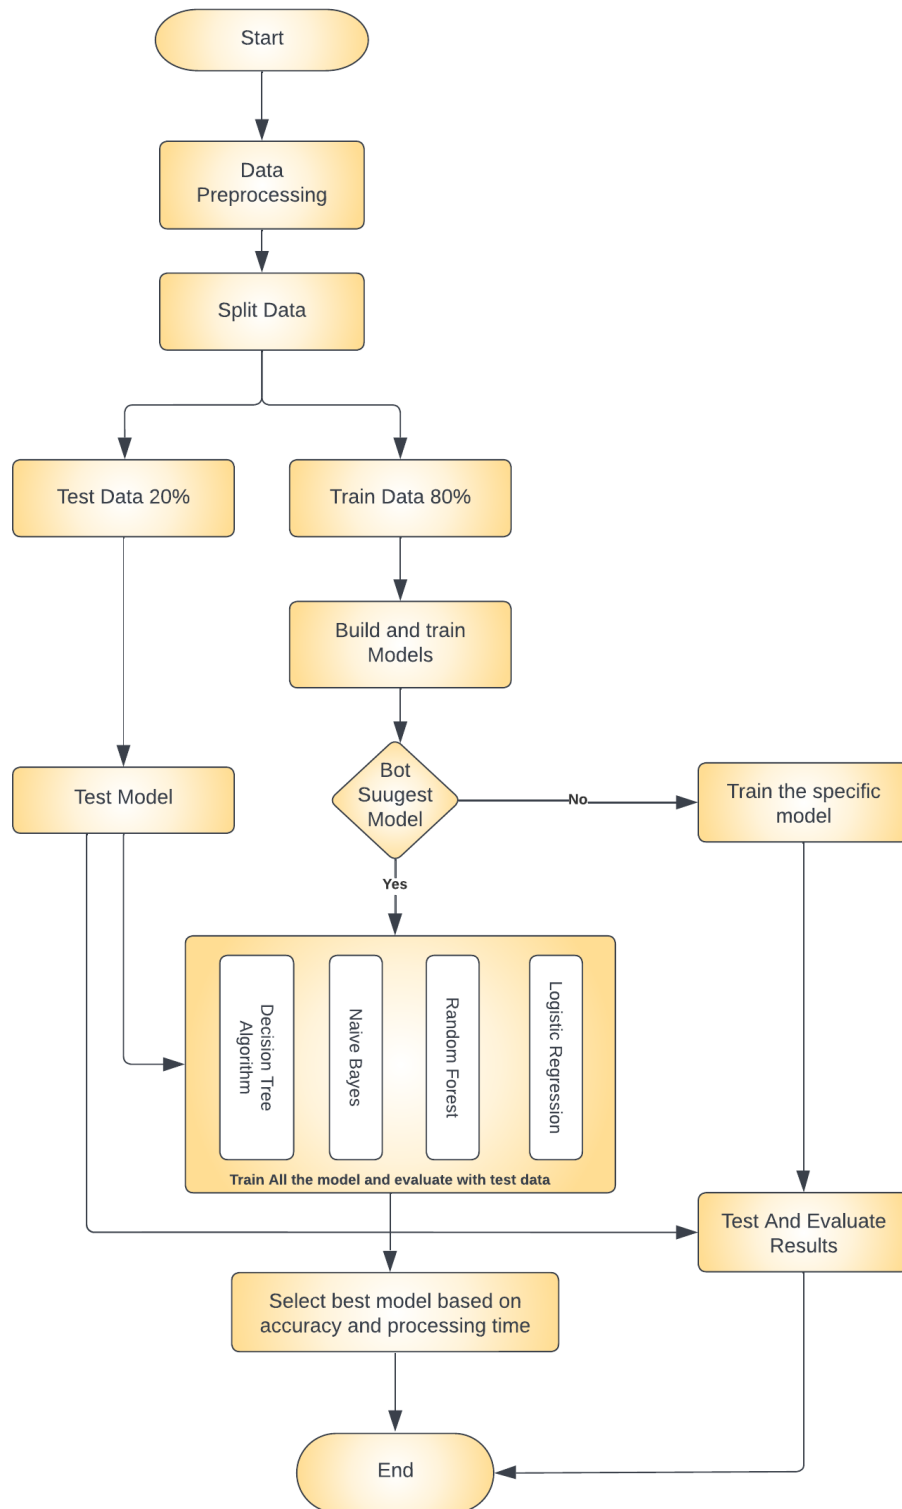 Start
Data
Preprocessing
Split Data
Test Data 20%
Train Data 80%
Build and train
Models
Test Model
Bot
Suugest
Model
No
Train the specific
model
Yes
Decision Tree
Algorithm
Naive Bayes
Random Forest
Logistic Regression
Train All the model and evaluate with test data
Test And Evaluate
Results
Select best model based on
accuracy and processing time
End